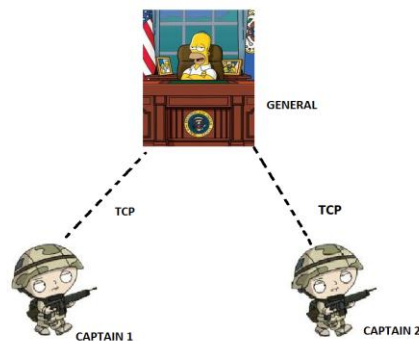 GENERAL
TCP
TCP
CAPTAIN 1
CAPTAIN 2